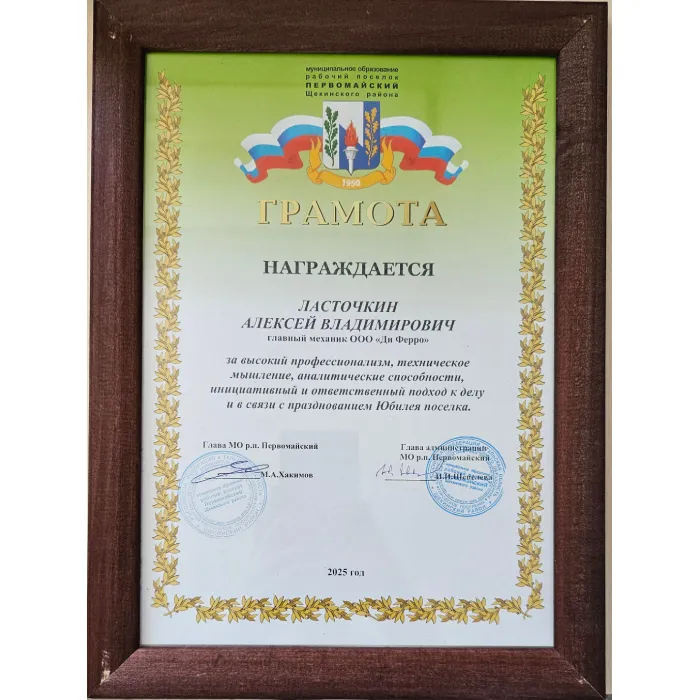 муниципальное образование
рабочий поселок
ПЕРВОМАЙСКИЙ
Щекинского района
1950
ГРАМОТА
НАГРАЖДАЕТСЯ
ЛАСТОЧКИН
АЛЕКСЕЙ ВЛАДИМИРОВИЧ
главный механик ООО «Ди Ферро»
за высокий профессионализм, техническое
мышление, аналитические способности,
инициативный и ответственный подход к делу
и в связи с празднованием Юбилея поселка.
Глава МО р.п. Первомайский
М.А.Хакимов
Глава администрации
МО р.п. Первомайский
И.И.Шепелева
2025 год